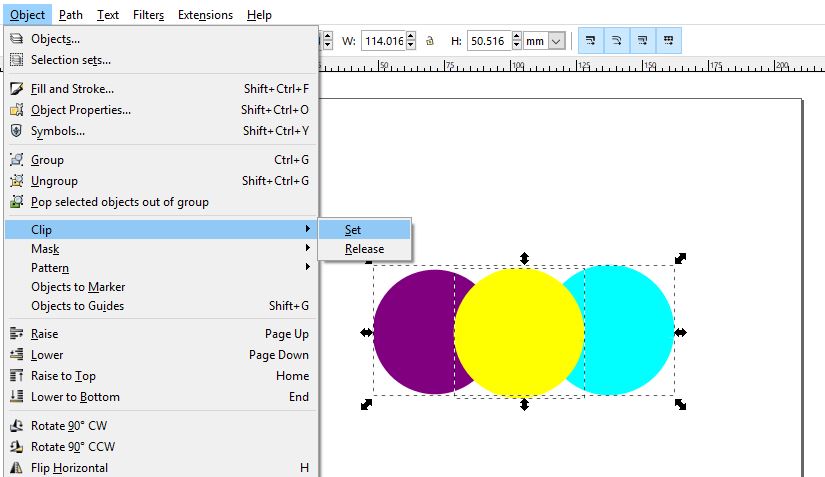 Object Path Text Filters Extensions Help
Objects...
Selection sets...
W: 114.016 H: 50.516 mm
75 100 125 150 175 200
Fill and Stroke... Shift+Ctrl+F
Object Properties... Shift+Ctrl+O
Symbols... Shift+Ctrl+Y
Group Ctrl+G
Ungroup Shift+Ctrl+G
Pop selected objects out of group
Clip
Set
Mask
Release
Pattern
Objects to Marker
Objects to Guides Shift+G
Raise Page Up
Lower Page Down
Raise to Top Home
Lower to Bottom End
Rotate 90° CW
Rotate 90° CCW
Flip Horizontal H